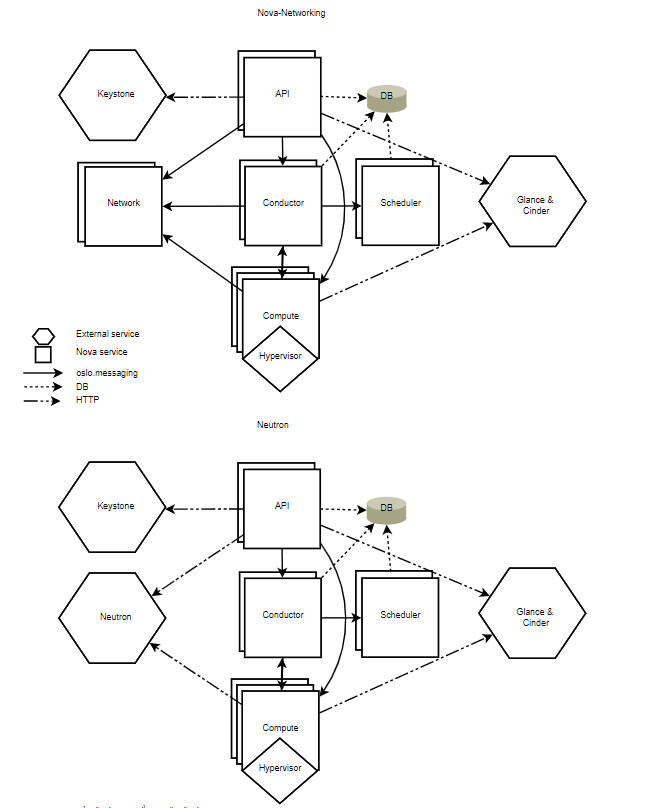 Nova-Networking
Keystone
API
DB
Network
Conductor
Scheduler
Glance &
Cinder
Compute
Hypervisor
External service
Nova service
oslo.messaging
DB
HTTP
Neutron
Keystone
API
DB
Neutron
Conductor
Scheduler
Glance &
Cinder
Compute
Hypervisor